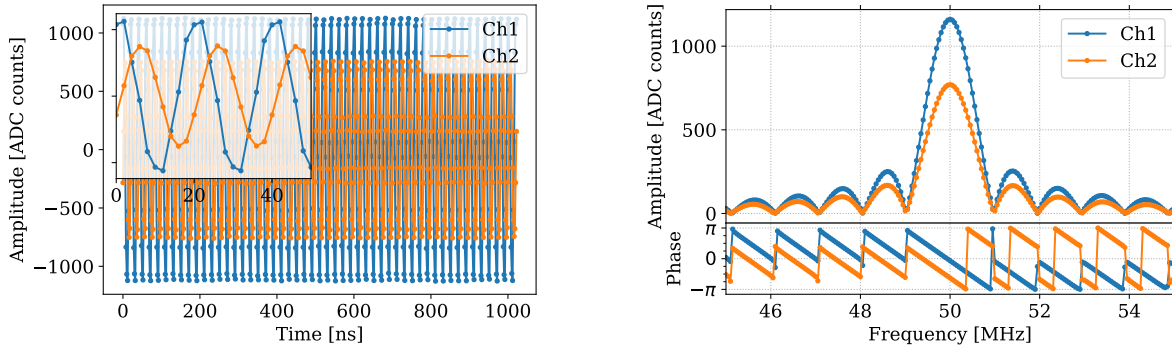 Amplitude [ADC counts]
1000
500
0
−500
−1000
Ch1
Ch2
0
20
40
0
200
400
600
800
1000
Time [ns]
Amplitude [ADC counts]
1000
500
0
Ch1
Ch2
Phase
π
0
−π
46
48
50
52
54
Frequency [MHz]